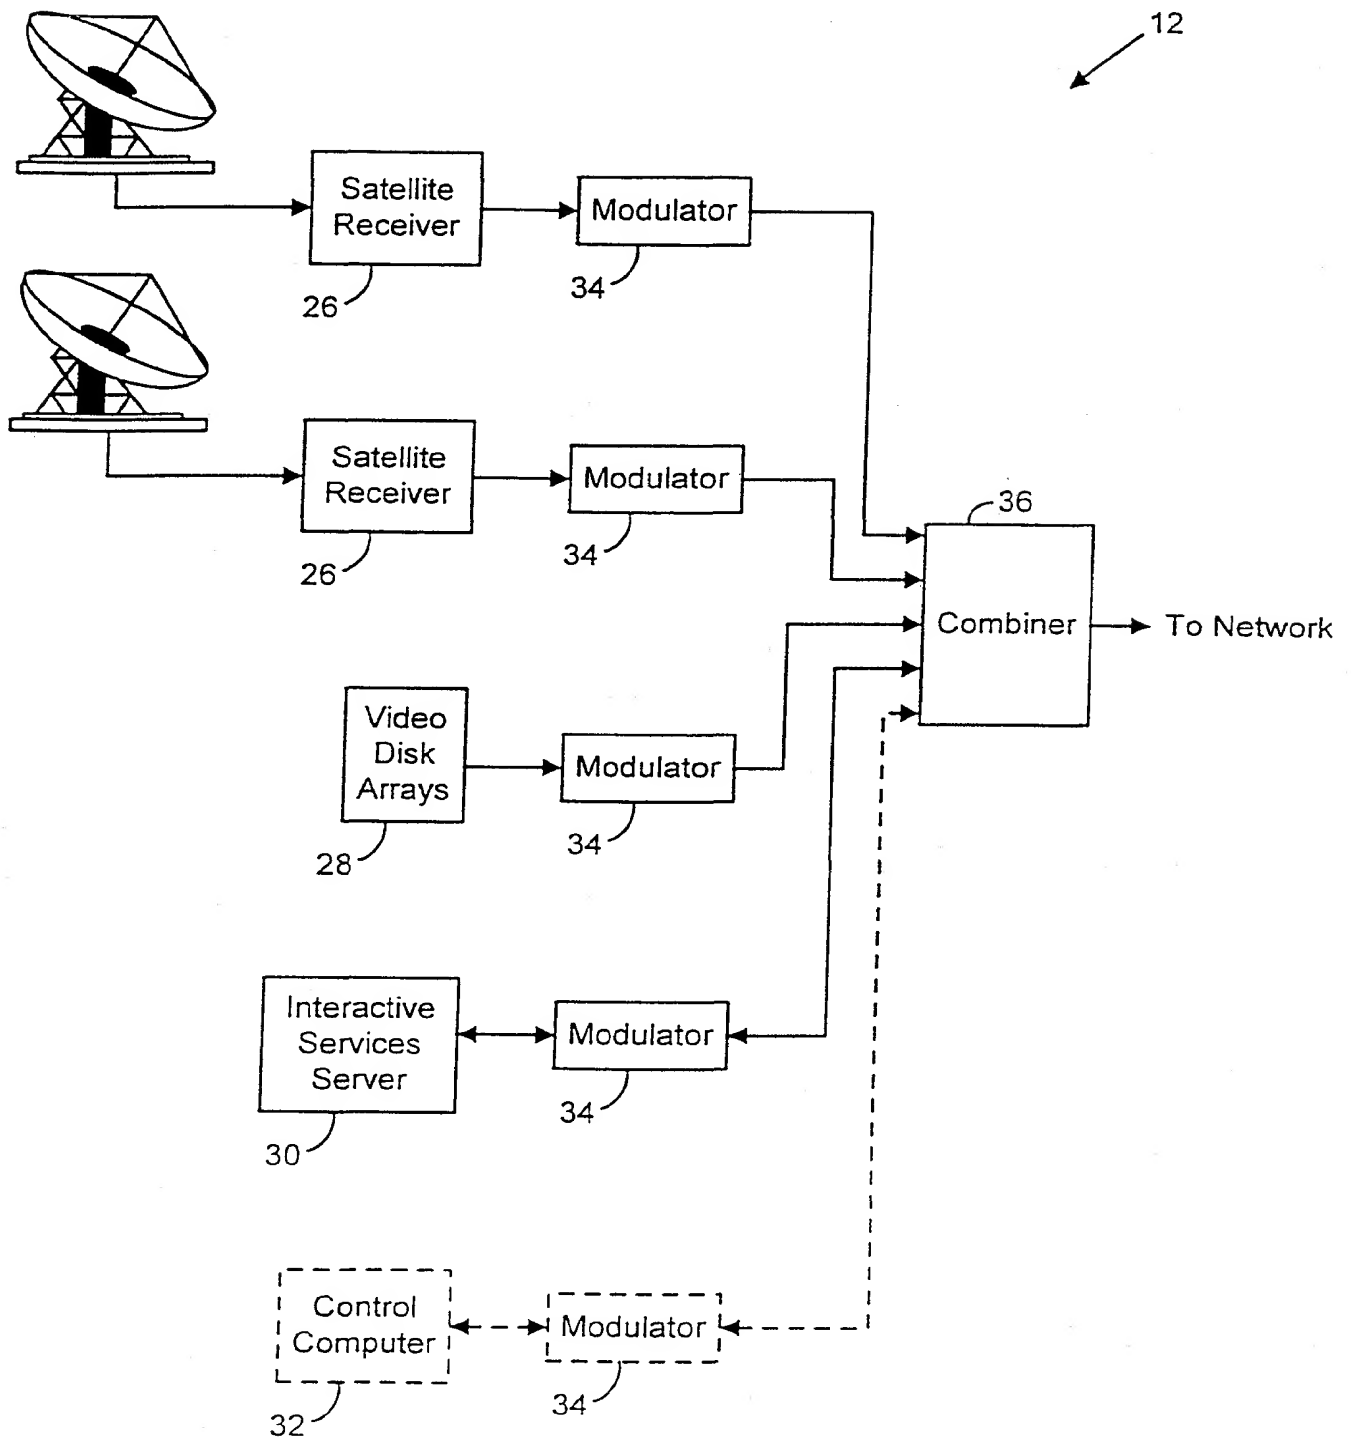 12
Satellite
Receiver
26
Modulator
34
Satellite
Receiver
26
Modulator
34
36
Combiner
To Network
Video
Disk
Arrays
28
Modulator
34
Interactive
Services
Server
30
Modulator
34
Control
Computer
32
Modulator
34